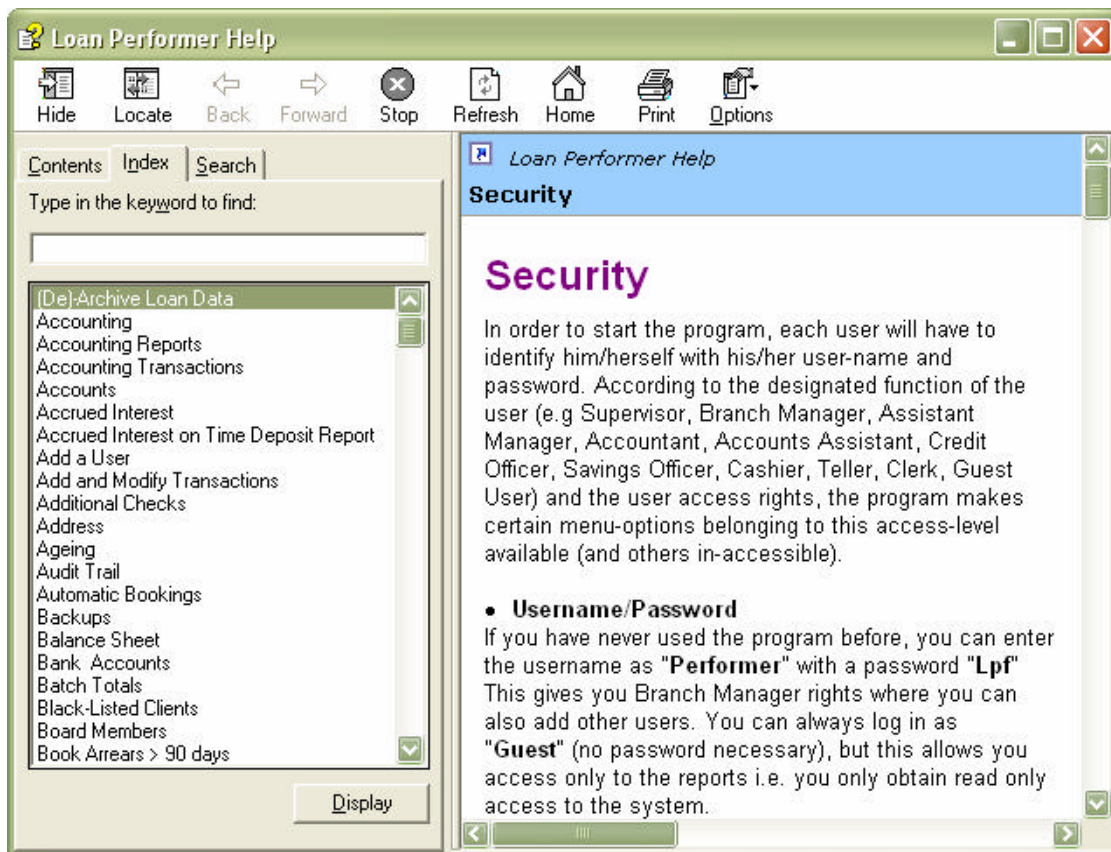 Loan Performer Help
Hide Locate Back Forward Stop Refresh Home Print Options
Contents Index Search
Type in the keyword to find:
(De)-Archive Loan Data
Accounting
Accounting Reports
Accounting Transactions
Accounts
Accrued Interest
Accrued Interest on Time Deposit Report
Add a User
Add and Modify Transactions
Additional Checks
Address
Ageing
Audit Trail
Automatic Bookings
Backups
Balance Sheet
Bank Accounts
Batch Totals
Black-Listed Clients
Board Members
Book Arrears > 90 days
Display
Loan Performer Help
Security
Security
In order to start the program, each user will have to
identify him/herself with his/her user-name and
password. According to the designated function of the
user (e.g Supervisor, Branch Manager, Assistant
Manager, Accountant, Accounts Assistant, Credit
Officer, Savings Officer, Cashier, Teller, Clerk, Guest
User) and the user access rights, the program makes
certain menu-options belonging to this access-level
available (and others in-accessible).
• Username/Password
If you have never used the program before, you can enter
the username as "Performer" with a password "Lpf"
This gives you Branch Manager rights where you can
also add other users. You can always log in as
"Guest" (no password necessary), but this allows you
access only to the reports i.e. you only obtain read only
access to the system.